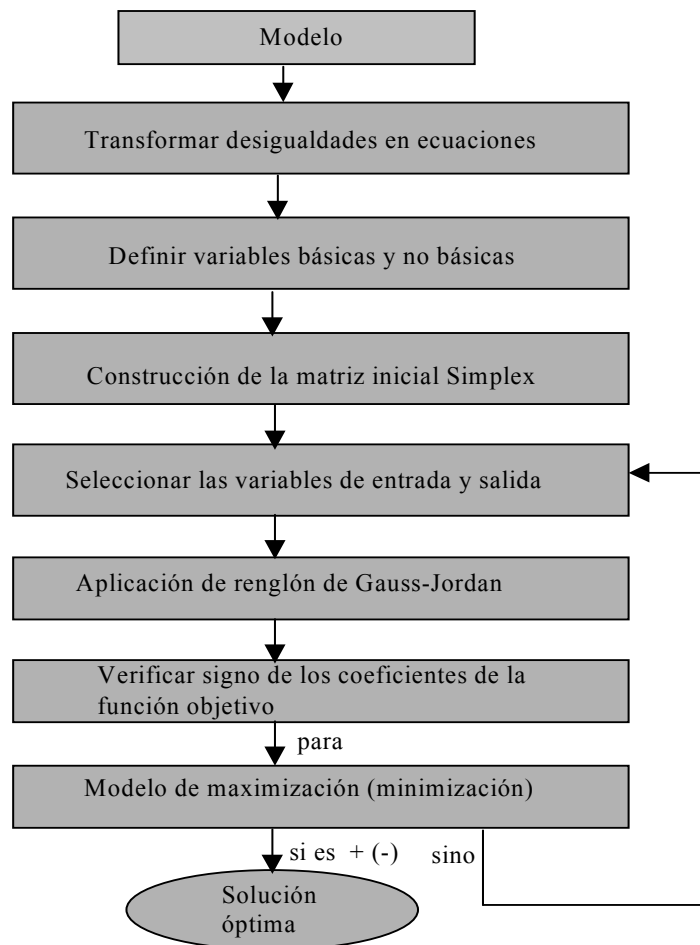 Modelo
Transformar desigualdades en ecuaciones
Definir variables básicas y no básicas
Construcción de la matriz inicial Simplex
Seleccionar las variables de entrada y salida
Aplicación de renglón de Gauss-Jordan
Verificar signo de los coeficientes de la
función objetivo
para
Modelo de maximización (minimización)
si es + (-)
sino
Solución
óptima